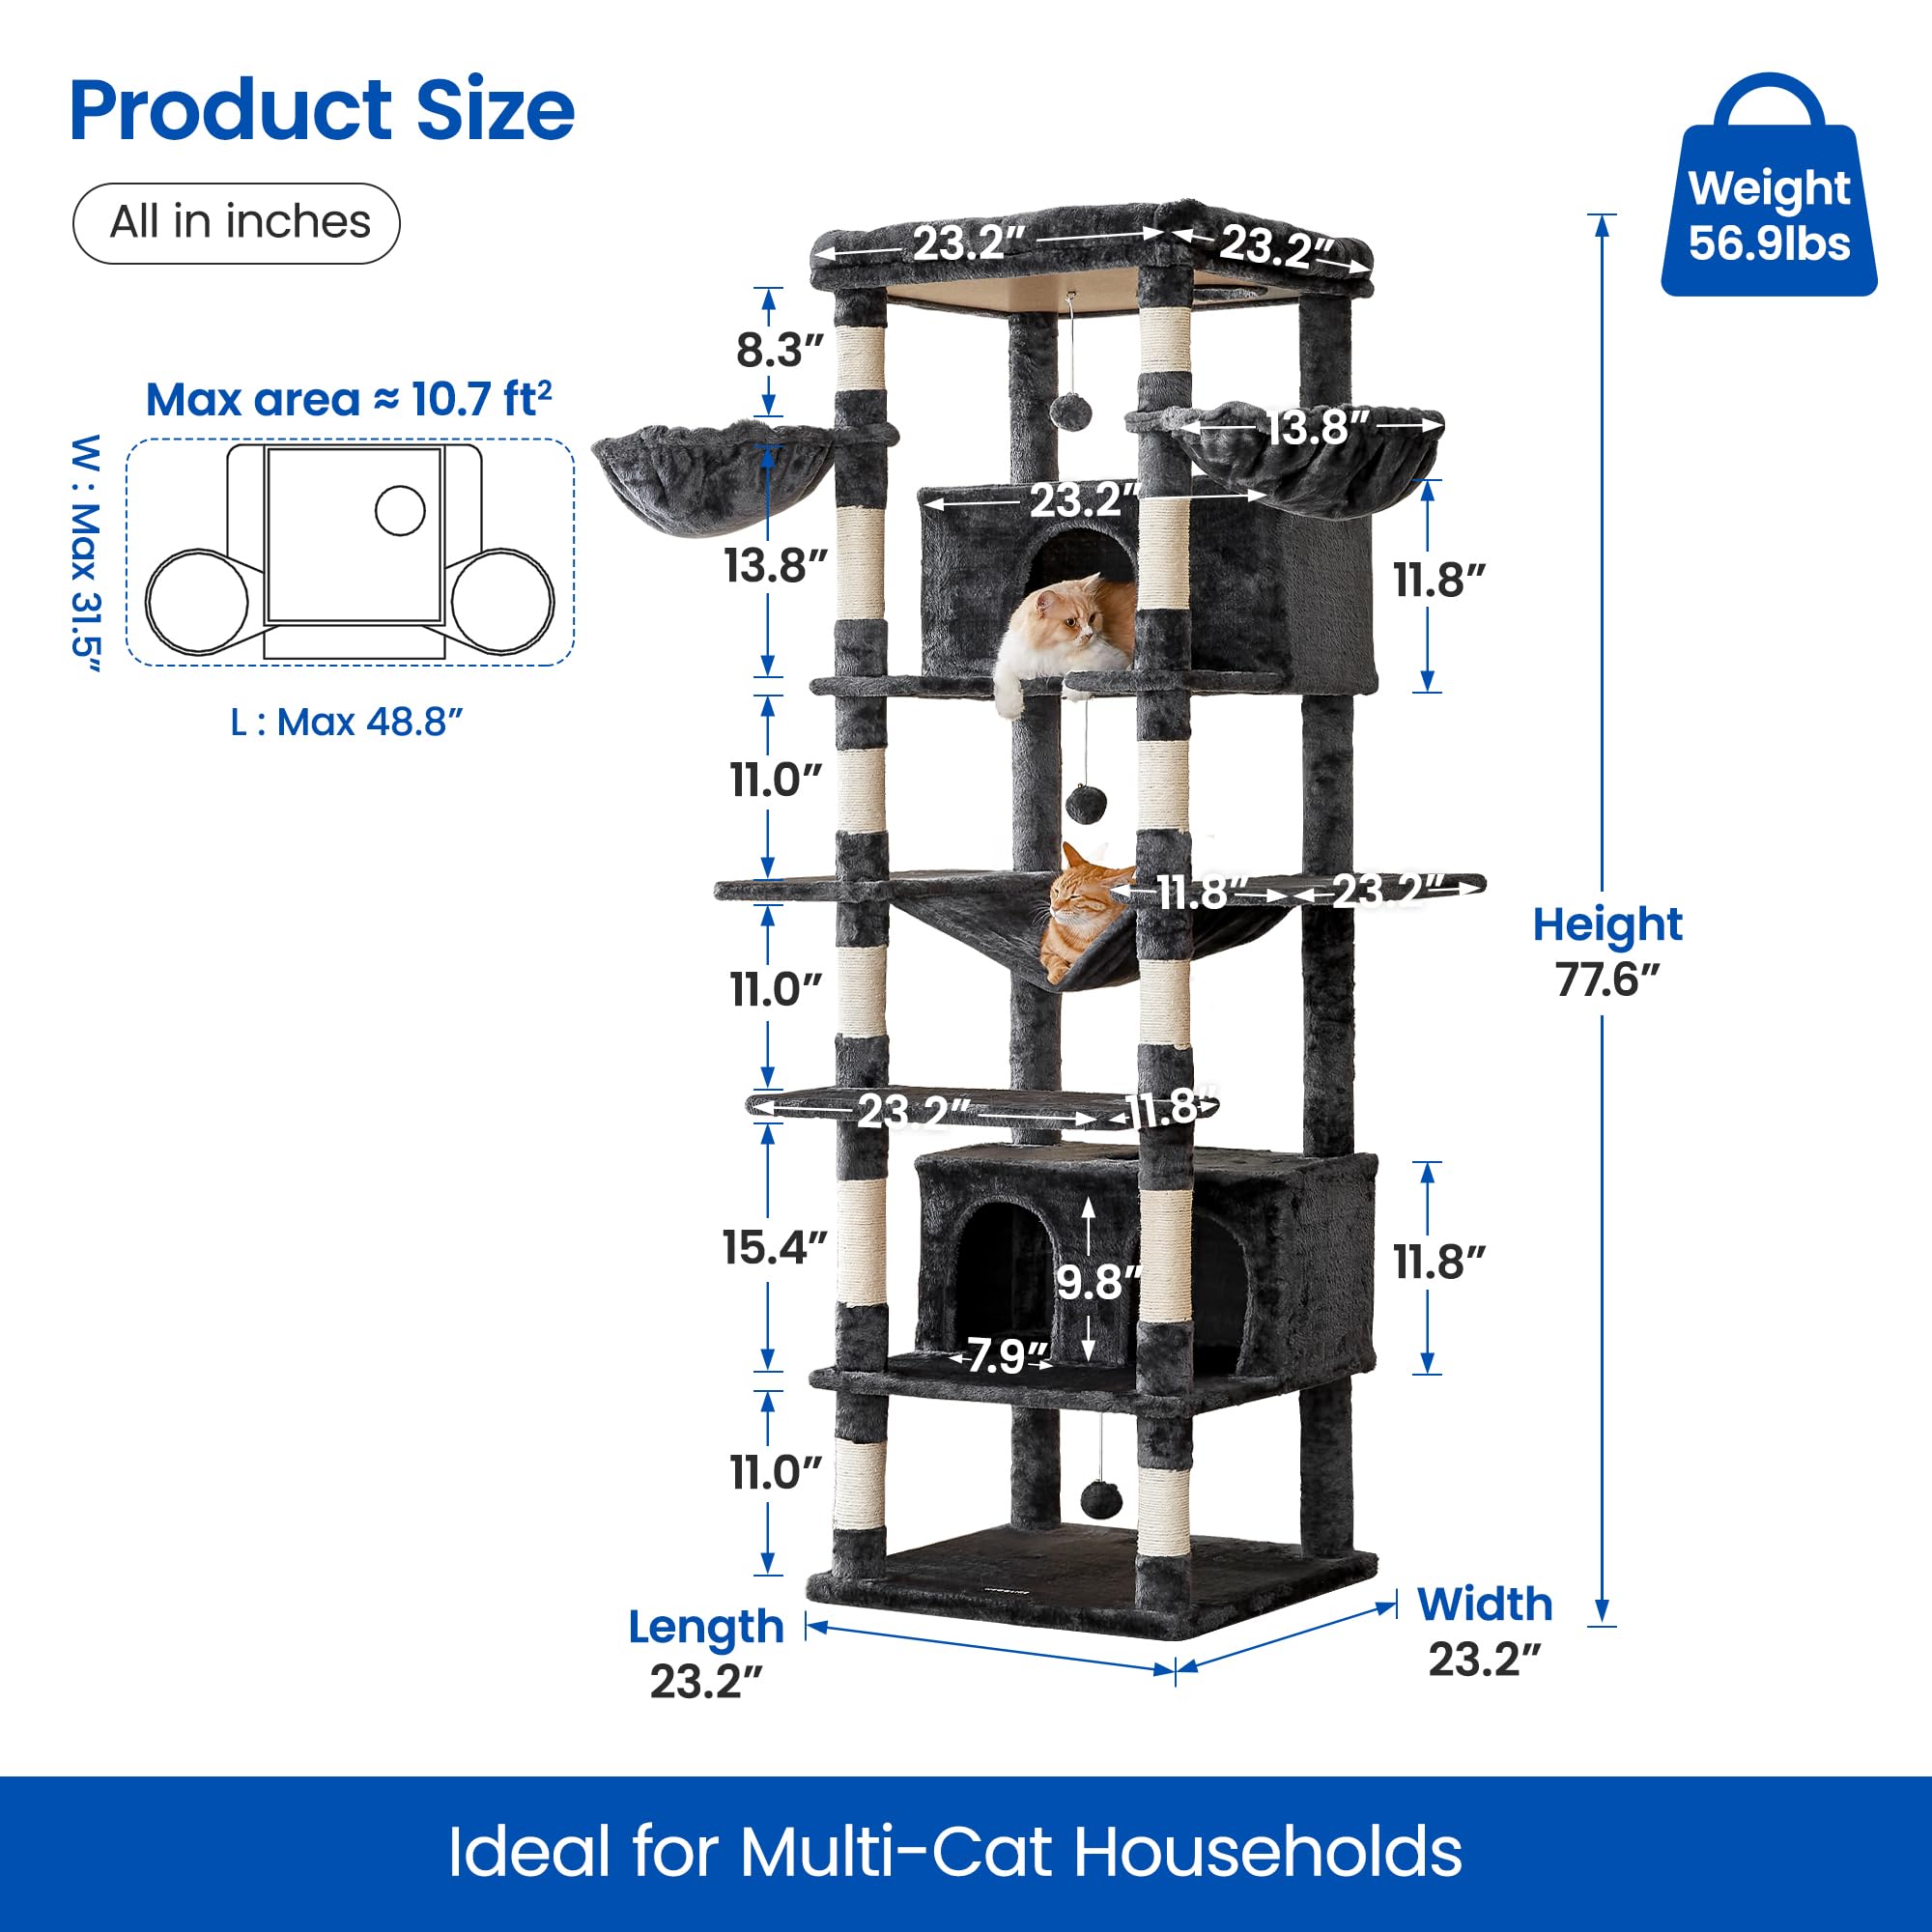 Product Size
All in inches
Weight
56.9lbs
Max area ≈ 10.7 ft²
W : Max 31.5”
L : Max 48.8”
23.2”
23.2”
8.3”
13.8”
23.2”
13.8”
11.8”
11.0”
11.8”
23.2”
Height
77.6”
11.0”
23.2”
11.8”
15.4”
9.8”
11.8”
7.9”
11.0”
Length
23.2”
Width
23.2”
Ideal for Multi-Cat Households